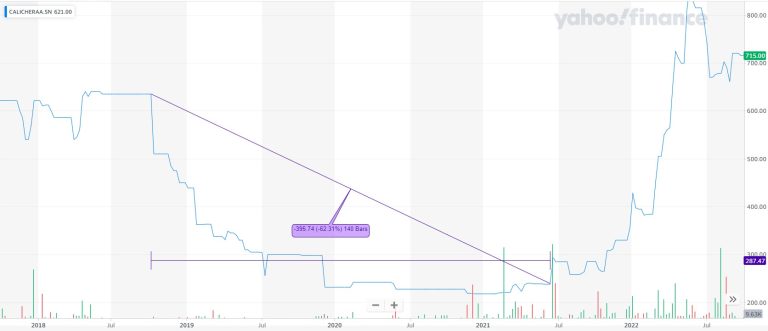 CALICHERAA.SN 621.00
yahoo!finance
800.00
715.00
700.00
600.00
500.00
400.00
-395.74 (-62.31%) 140 Bars
300.00
287.47
200.00
9.63K
2018
Jul
2019
Jul
2020
Jul
2021
Jul
2022
Jul